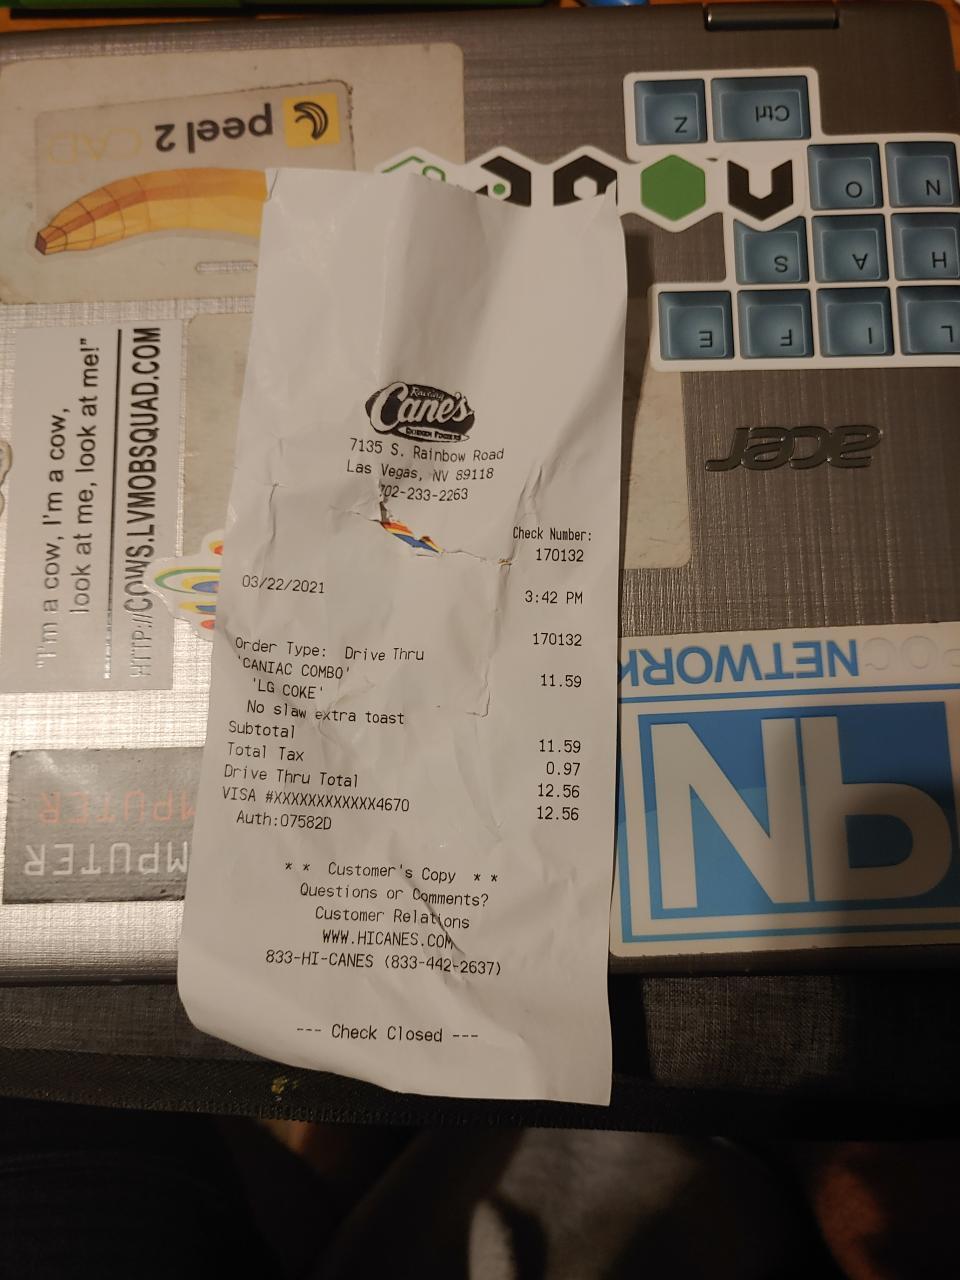 peel 2
CAD
Ctrl
Z
N
O
H
A
S
L
I
F
E
acer
"I'm a cow, I'm a cow,
look at me, look at me!"
HTTP://COWS.LVMOBSQUAD.COM
NETWORK
Np
MPUTER
MPUTER
Raising
Cane's
CHICKEN FINGERS
7135 S. Rainbow Road
Las Vegas, NV 89118
702-233-2263
Check Number:
170132
03/22/2021
3:42 PM
170132
Order Type: Drive Thru
'CANIAC COMBO' 11.59
'LG COKE'
No slaw extra toast
Subtotal 11.59
Total Tax 0.97
Drive Thru Total 12.56
VISA #XXXXXXXXXXXX4670 12.56
Auth:07582D
* * Customer's Copy * *
Questions or Comments?
Customer Relations
WWW.HICANES.COM
833-HI-CANES (833-442-2637)
--- Check Closed ---